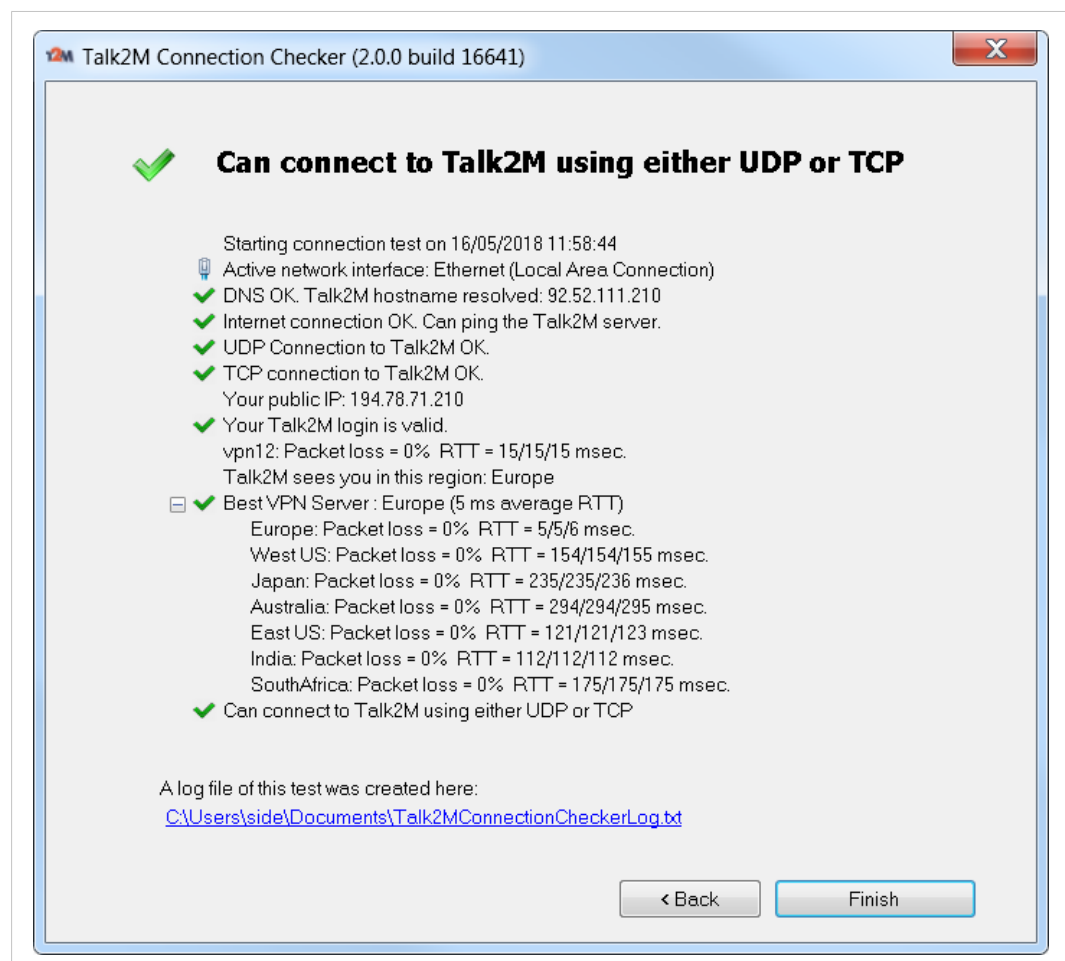 T2M Talk2M Connection Checker (2.0.0 build 16641)
X
Can connect to Talk2M using either UDP or TCP
Starting connection test on 16/05/2018 11:58:44
Active network interface: Ethernet (Local Area Connection)
DNS OK. Talk2M hostname resolved: 92.52.111.210
Internet connection OK. Can ping the Talk2M server.
UDP Connection to Talk2M OK.
TCP connection to Talk2M OK.
Your public IP: 194.78.71.210
Your Talk2M login is valid.
vpn12: Packet loss = 0% RTT = 15/15/15 msec.
Talk2M sees you in this region: Europe
Best VPN Server : Europe (5 ms average RTT)
Europe: Packet loss = 0% RTT = 5/5/6 msec.
West US: Packet loss = 0% RTT = 154/154/155 msec.
Japan: Packet loss = 0% RTT = 235/235/236 msec.
Australia: Packet loss = 0% RTT = 294/294/295 msec.
East US: Packet loss = 0% RTT = 121/121/123 msec.
India: Packet loss = 0% RTT = 112/112/112 msec.
SouthAfrica: Packet loss = 0% RTT = 175/175/175 msec.
Can connect to Talk2M using either UDP or TCP
A log file of this test was created here:
C:\Users\side\Documents\Talk2MConnectionCheckerLog.txt
< Back Finish